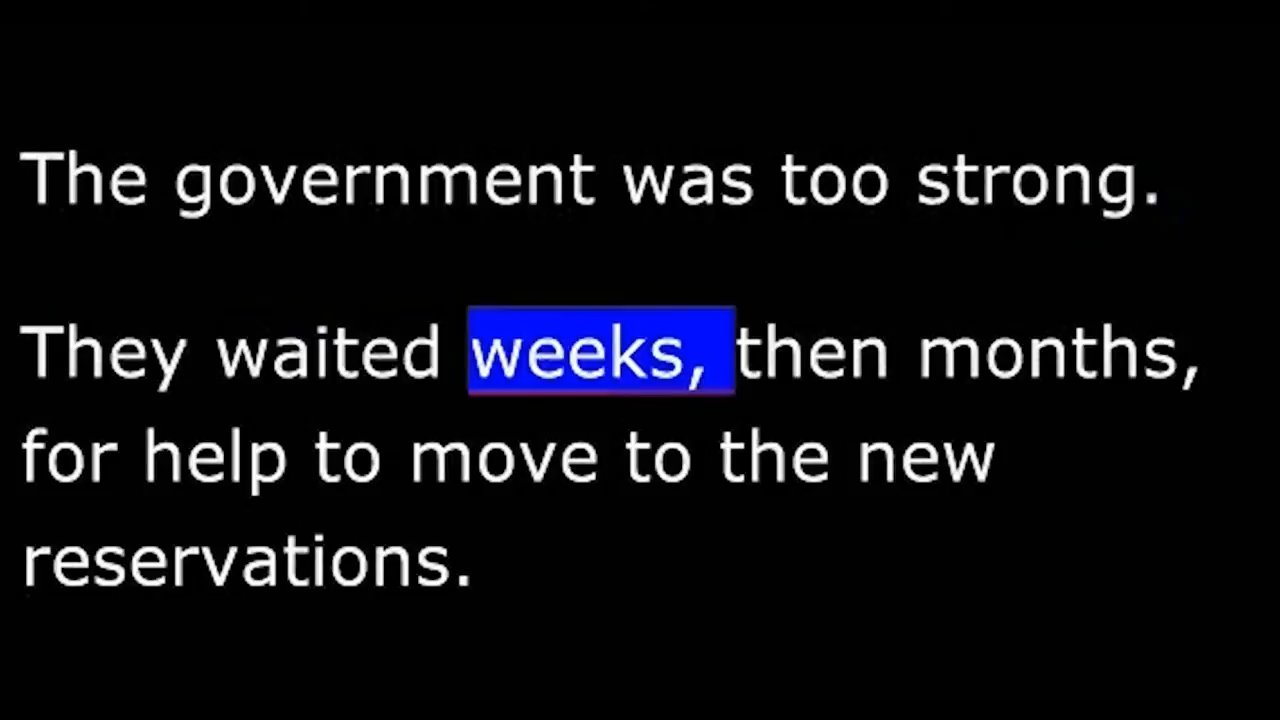 The government was too strong.
They waited weeks, then months,
for help to move to the new
reservations.